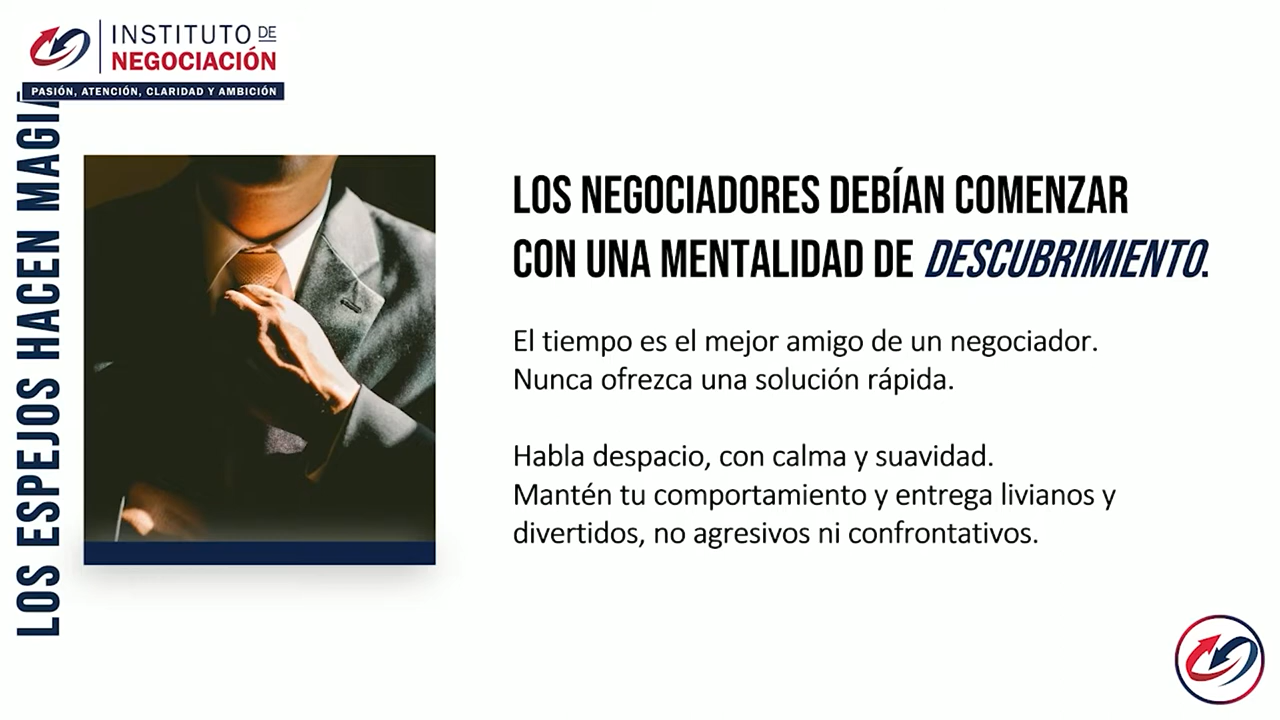 INSTITUTO DE
NEGOCIACIÓN
PASIÓN, ATENCIÓN, CLARIDAD Y AMBICIÓN
LOS ESPEJOS HACEN MAGIA
LOS NEGOCIADORES DEBÍAN COMENZAR
CON UNA MENTALIDAD DE DESCUBRIMIENTO.
El tiempo es el mejor amigo de un negociador.
Nunca ofrezca una solución rápida.
Habla despacio, con calma y suavidad.
Mantén tu comportamiento y entrega livianos y
divertidos, no agresivos ni confrontativos.